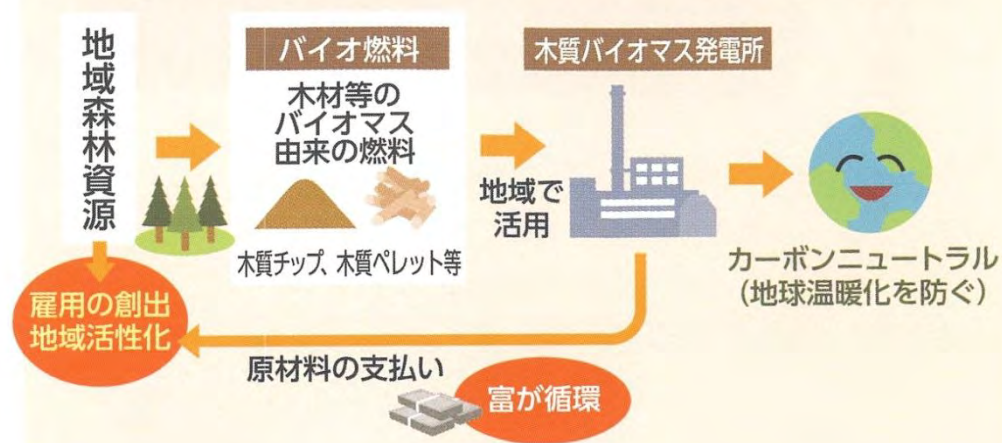 地域森林資源
バイオ燃料
木材等の
バイオマス
由来の燃料
木質チップ、木質ペレット等
地域で
活用
木質バイオマス発電所
カーボンニュートラル
（地球温暖化を防ぐ）
雇用の創出
地域活性化
原材料の支払い
富が循環